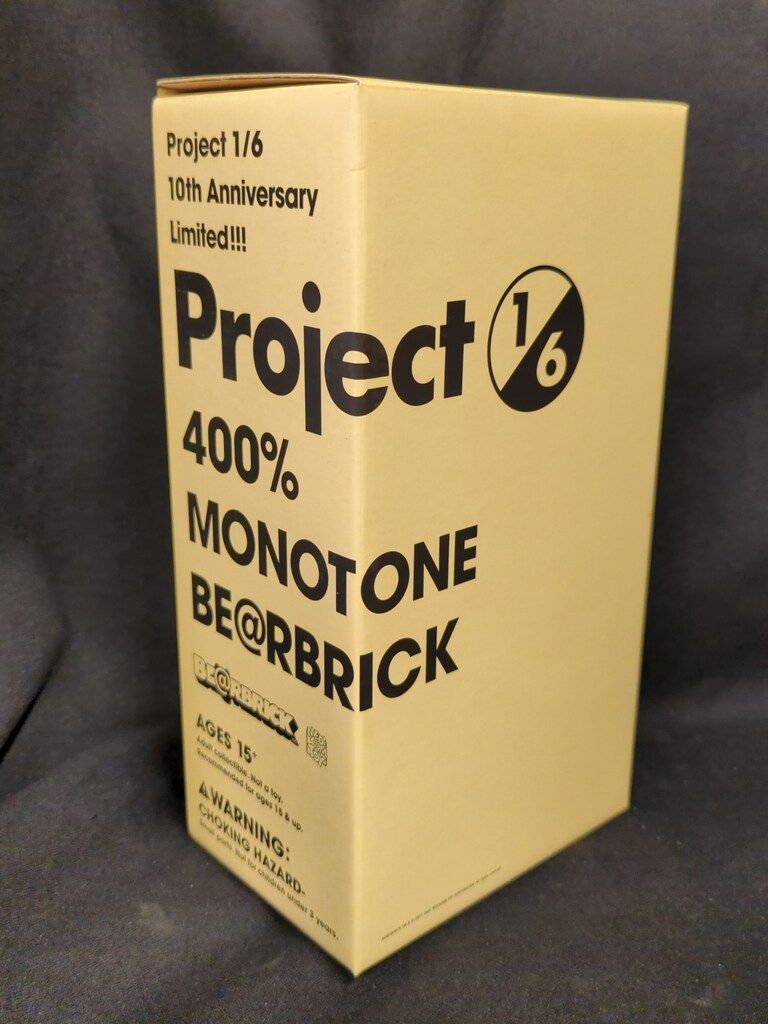 Project 1/6
10th Anniversary
Limited!!!
Project 1/6
400%
MONOTONE
BE@RBRICK
BE@RBRICK
AGES 15+
Adult collectible. Not a toy.
Recommended for ages 15 & up.
⚠WARNING:
CHOKING HAZARD-
Small parts. Not for children under 3 years.